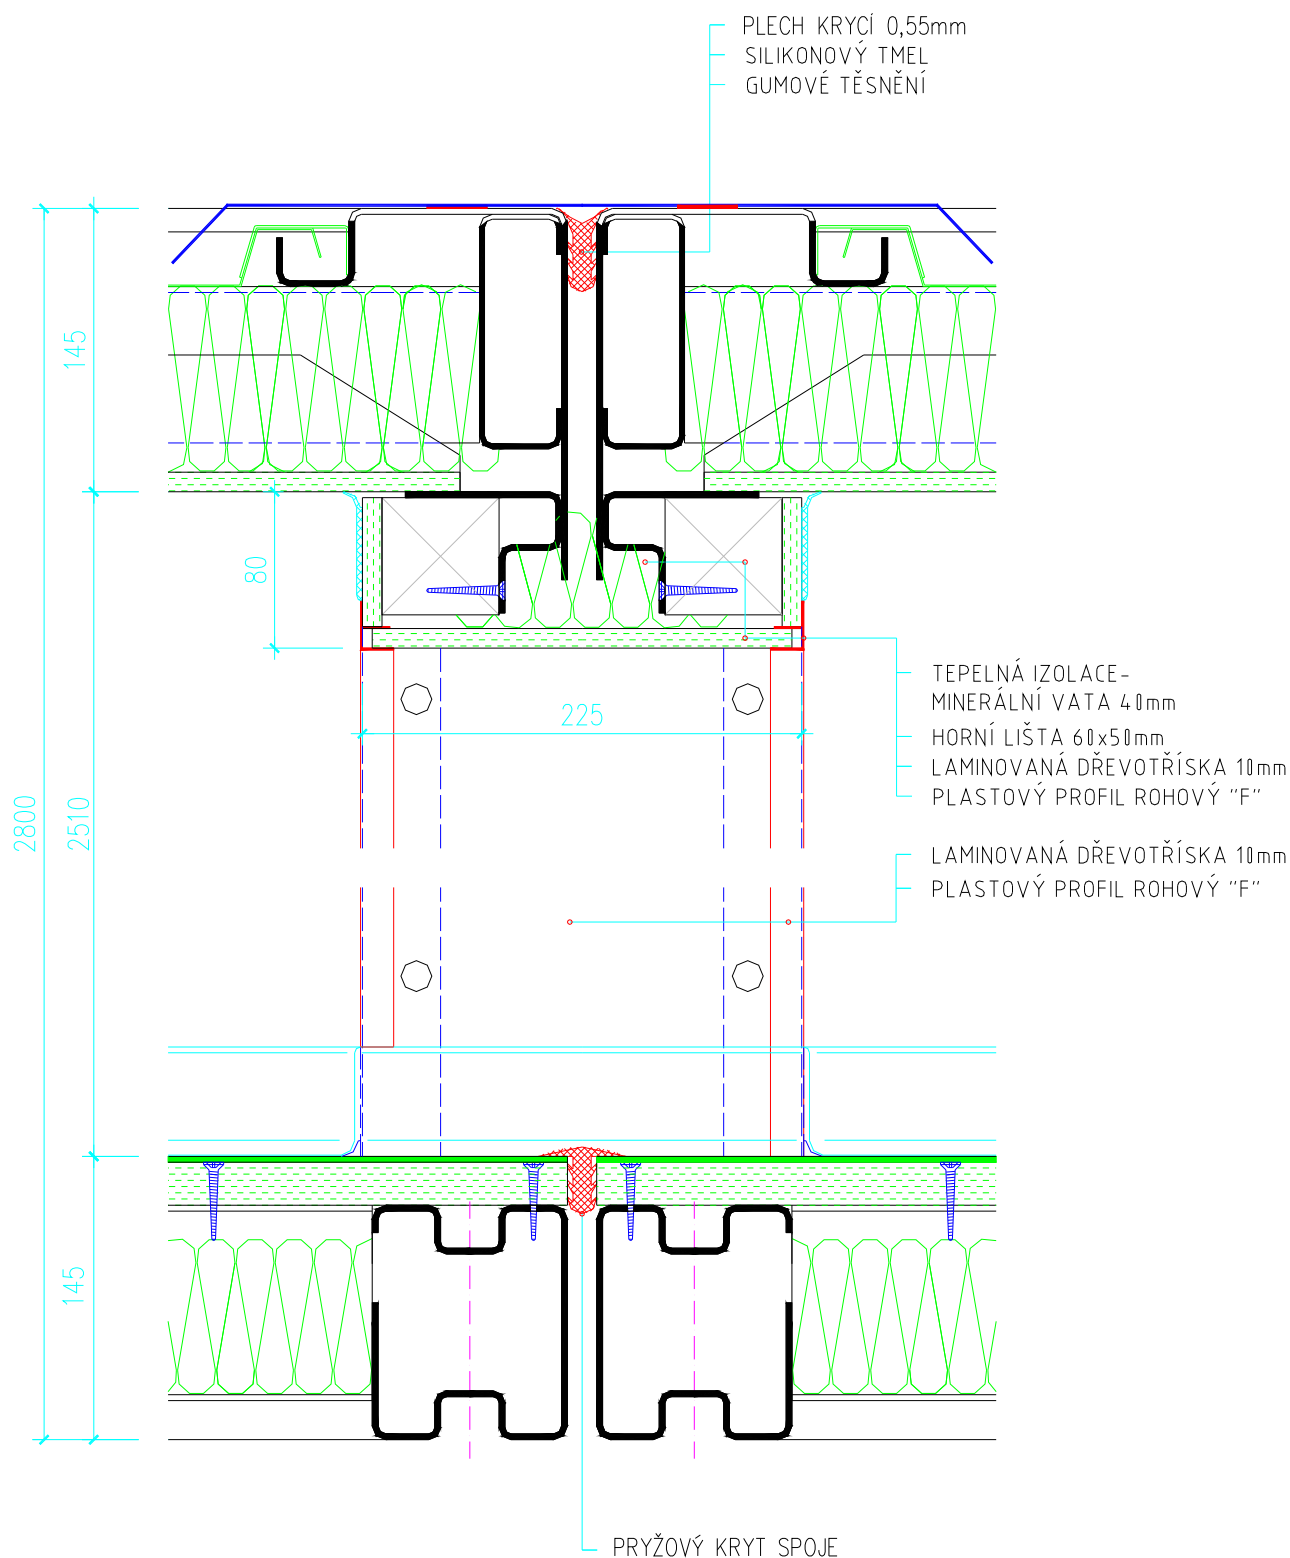 PLECH KRYCÍ 0,55mm
SILIKONOVÝ TMEL
GUMOVÉ TĚSNĚNÍ
145
80
TEPELNÁ IZOLACE-
MINERÁLNÍ VATA 40mm
HORNÍ LIŠTA 60x50mm
LAMINOVANÁ DŘEVOTŘÍSKA 10mm
PLASTOVÝ PROFIL ROHOVÝ "F"
225
2800
2510
LAMINOVANÁ DŘEVOTŘÍSKA 10mm
PLASTOVÝ PROFIL ROHOVÝ "F"
145
PRYŽOVÝ KRYT SPOJE